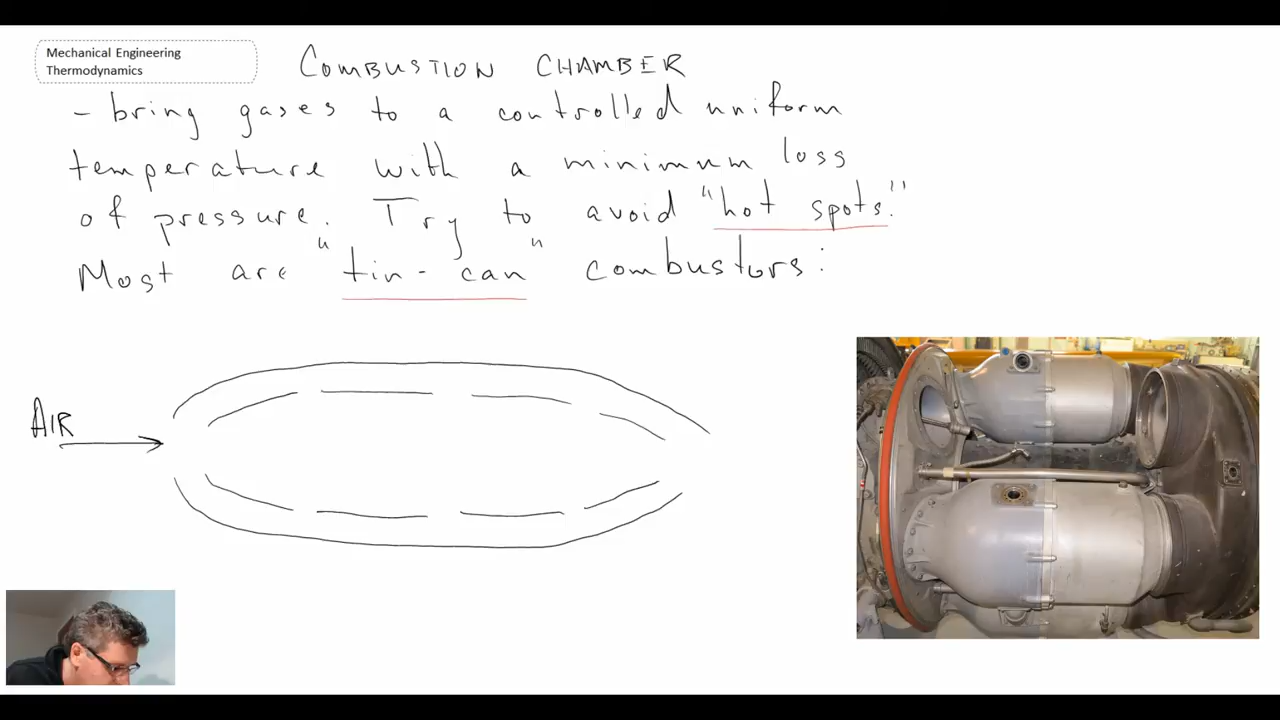 Mechanical Engineering
Thermodynamics
COMBUSTION CHAMBER
- bring gases to a controlled uniform
temperature with a minimum loss
of pressure. Try to avoid "hot spots."
Most are "tin-can" combustors:
AIR